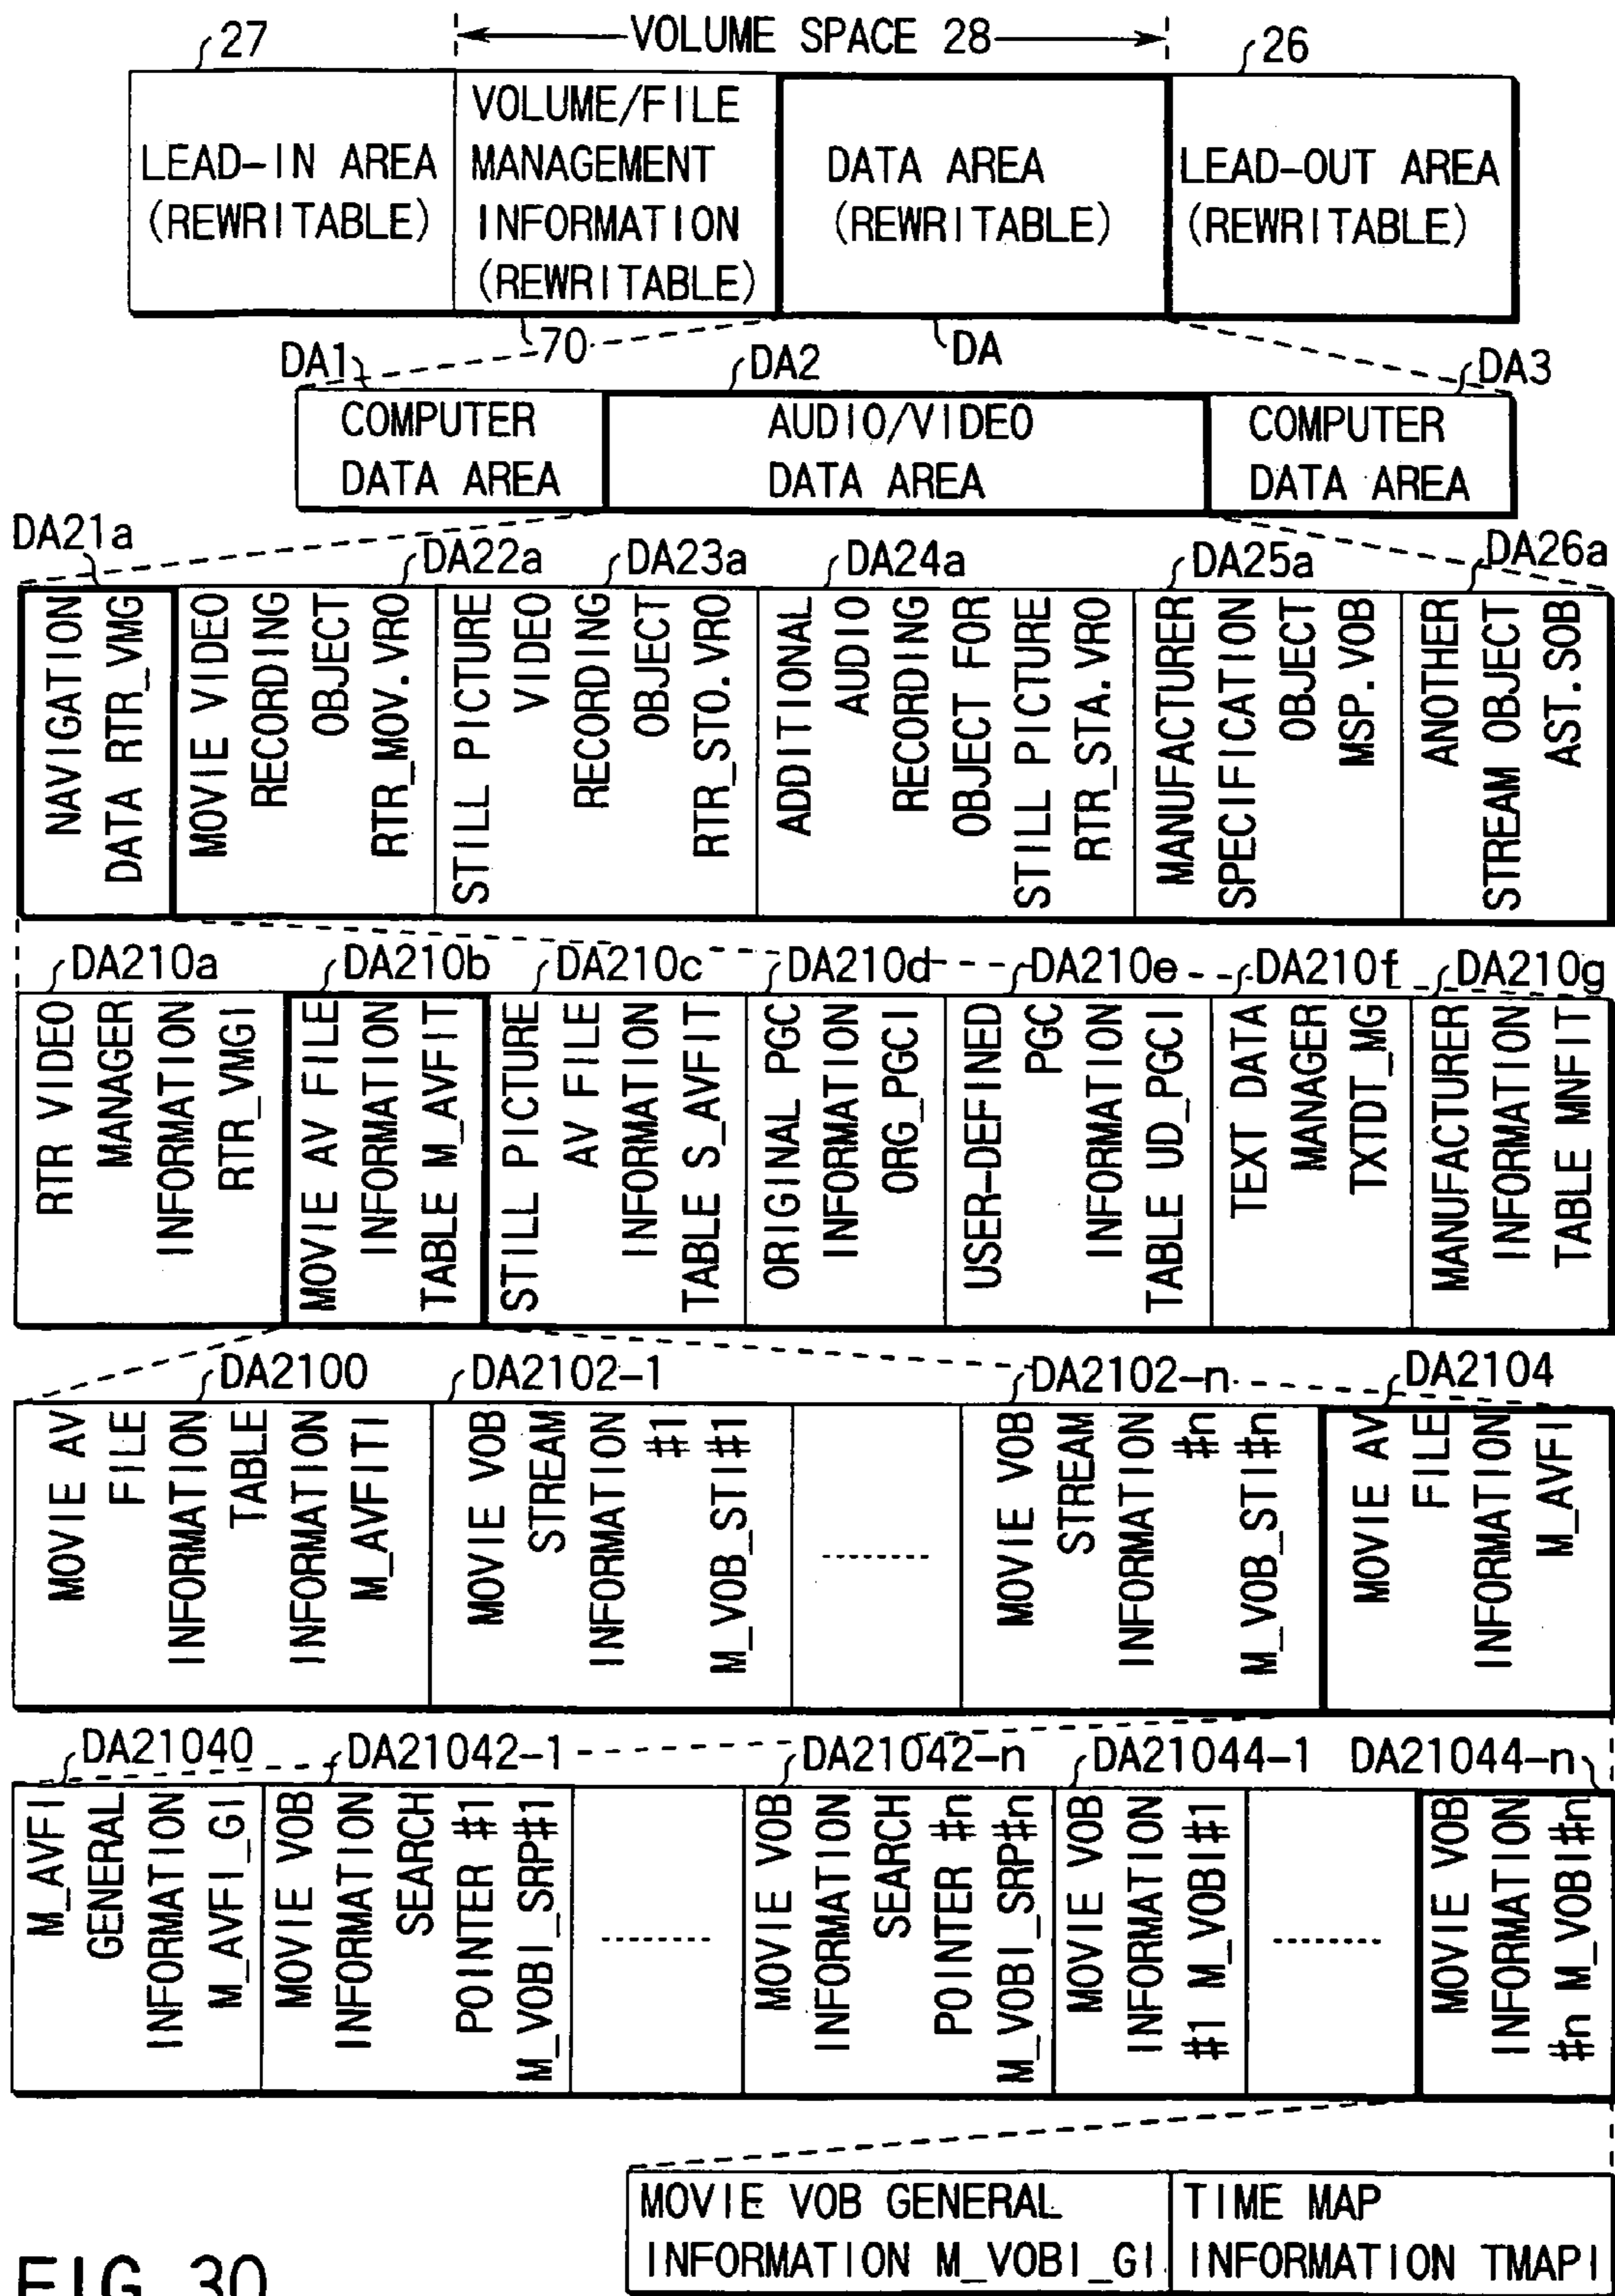 VOLUME SPACE 28
27
26
LEAD-IN AREA
(REWRITABLE)
VOLUME/FILE
MANAGEMENT
INFORMATION
(REWRITABLE)
DATA AREA
(REWRITABLE)
LEAD-OUT AREA
(REWRITABLE)
70
DA
DA1
DA2
DA3
COMPUTER
DATA AREA
AUDIO/VIDEO
DATA AREA
COMPUTER
DATA AREA
DA21a
DA22a
DA23a
DA24a
DA25a
DA26a
NAVIGATION
DATA RTR_VMG
MOVIE VIDEO
RECORDING
OBJECT
RTR_MOV.VRO
STILL PICTURE
VIDEO
RECORDING
OBJECT
RTR_STO.VRO
ADDITIONAL
AUDIO
RECORDING
OBJECT FOR
STILL PICTURE
RTR_STA.VRO
MANUFACTURER
SPECIFICATION
OBJECT
MSP.VOB
ANOTHER
STREAM OBJECT
AST.SOB
DA210a
DA210b
DA210c
DA210d
DA210e
DA210f
DA210g
RTR VIDEO
MANAGER
INFORMATION
RTR_VMGI
MOVIE AV FILE
INFORMATION
TABLE M_AVFIT
STILL PICTURE
AV FILE
INFORMATION
TABLE S_AVFIT
ORIGINAL PGC
INFORMATION
ORG_PGCI
USER-DEFINED
PGC
INFORMATION
TABLE UD_PGCI
TEXT DATA
MANAGER
TXTDT_MG
MANUFACTURER
INFORMATION
TABLE MNFIT
DA2100
DA2102-1
DA2102-n
DA2104
MOVIE AV
FILE
INFORMATION
TABLE
INFORMATION
M_AVFITI
MOVIE VOB
STREAM
INFORMATION
#1
M_VOB_STI#1
MOVIE VOB
STREAM
INFORMATION
#n
M_VOB_STI#n
MOVIE AV
FILE
INFORMATION
M_AVFI
DA21040
DA21042-1
DA21042-n
DA21044-1
DA21044-n
M_AVFI
GENERAL
INFORMATION
M_AVFI_GI
MOVIE VOB
INFORMATION
SEARCH
POINTER #1
M_VOBI_SRP#1
MOVIE VOB
INFORMATION
SEARCH
POINTER #n
M_VOBI_SRP#n
MOVIE VOB
INFORMATION
#1 M_VOBI#1
MOVIE VOB
INFORMATION
#n M_VOBI#n
MOVIE VOB GENERAL
INFORMATION M_VOBI_GI
TIME MAP
INFORMATION TMAPI
FIG. 30